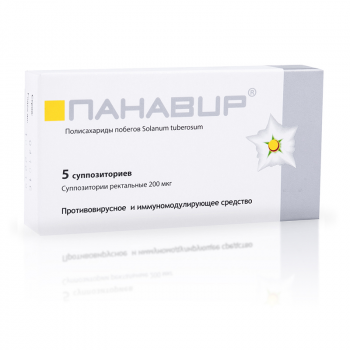 ПАНАВИР®
Полисахариды побегов Solanum tuberosum
5 суппозиториев
Суппозитории ректальные 200 мкг
Противовирусное и иммуномодулирующее средство